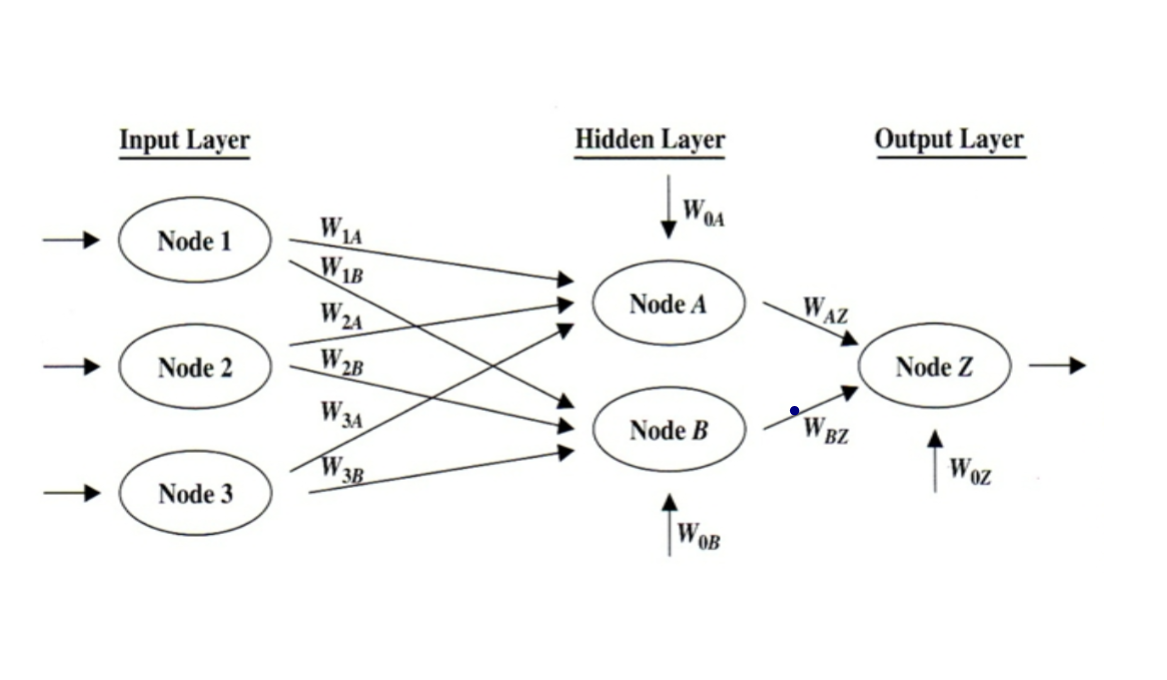 Input Layer
Hidden Layer
Output Layer
W0A
Node 1
W1A
W1B
Node A
W2A
WAZ
Node 2
W2B
Node Z
W3A
Node B
WBZ
W3B
W0Z
Node 3
W0B